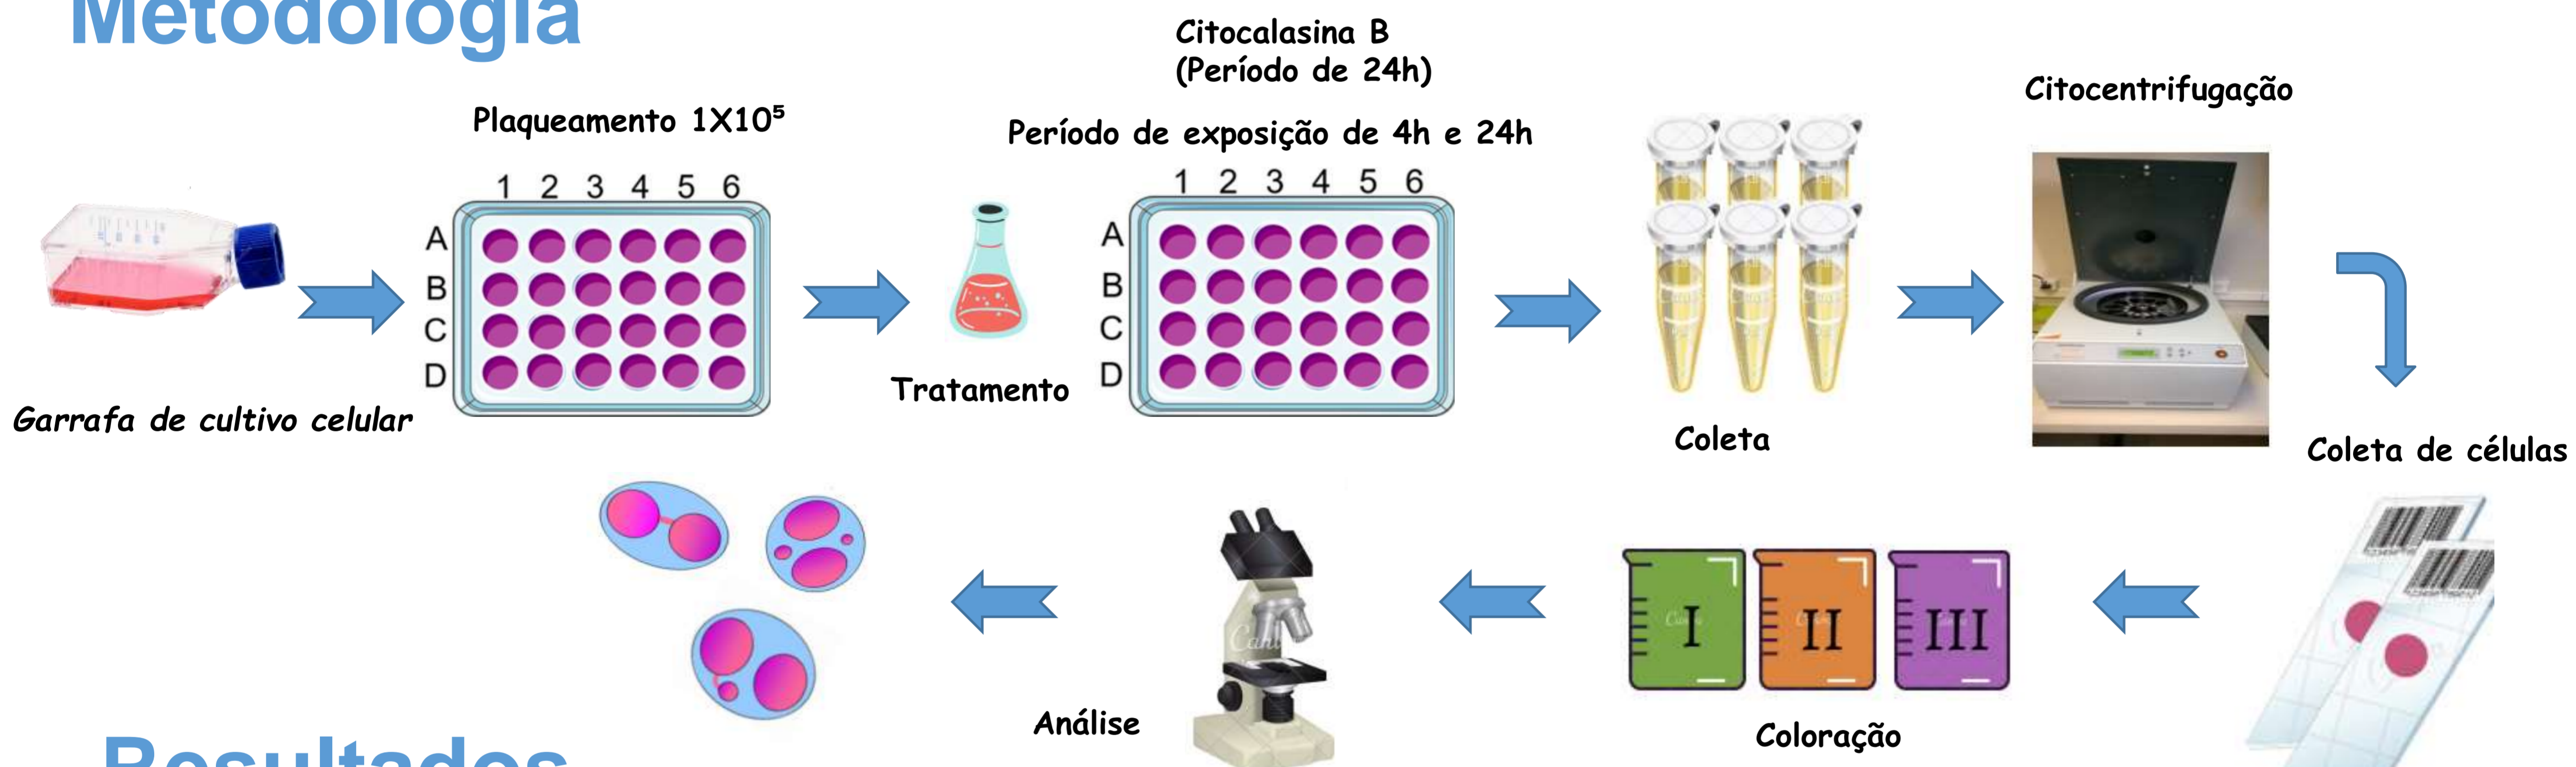 Metodologia
Citocalasina B
(Período de 24h)
Citocentrifugação
Plaqueamento 1X10⁵
Período de exposição de 4h e 24h
1 2 3 4 5 6
1 2 3 4 5 6
A
B
C
D
A
B
C
D
Tratamento
Garrafa de cultivo celular
Coleta
Coleta de células
I II III
Análise
Coloração
Resultados